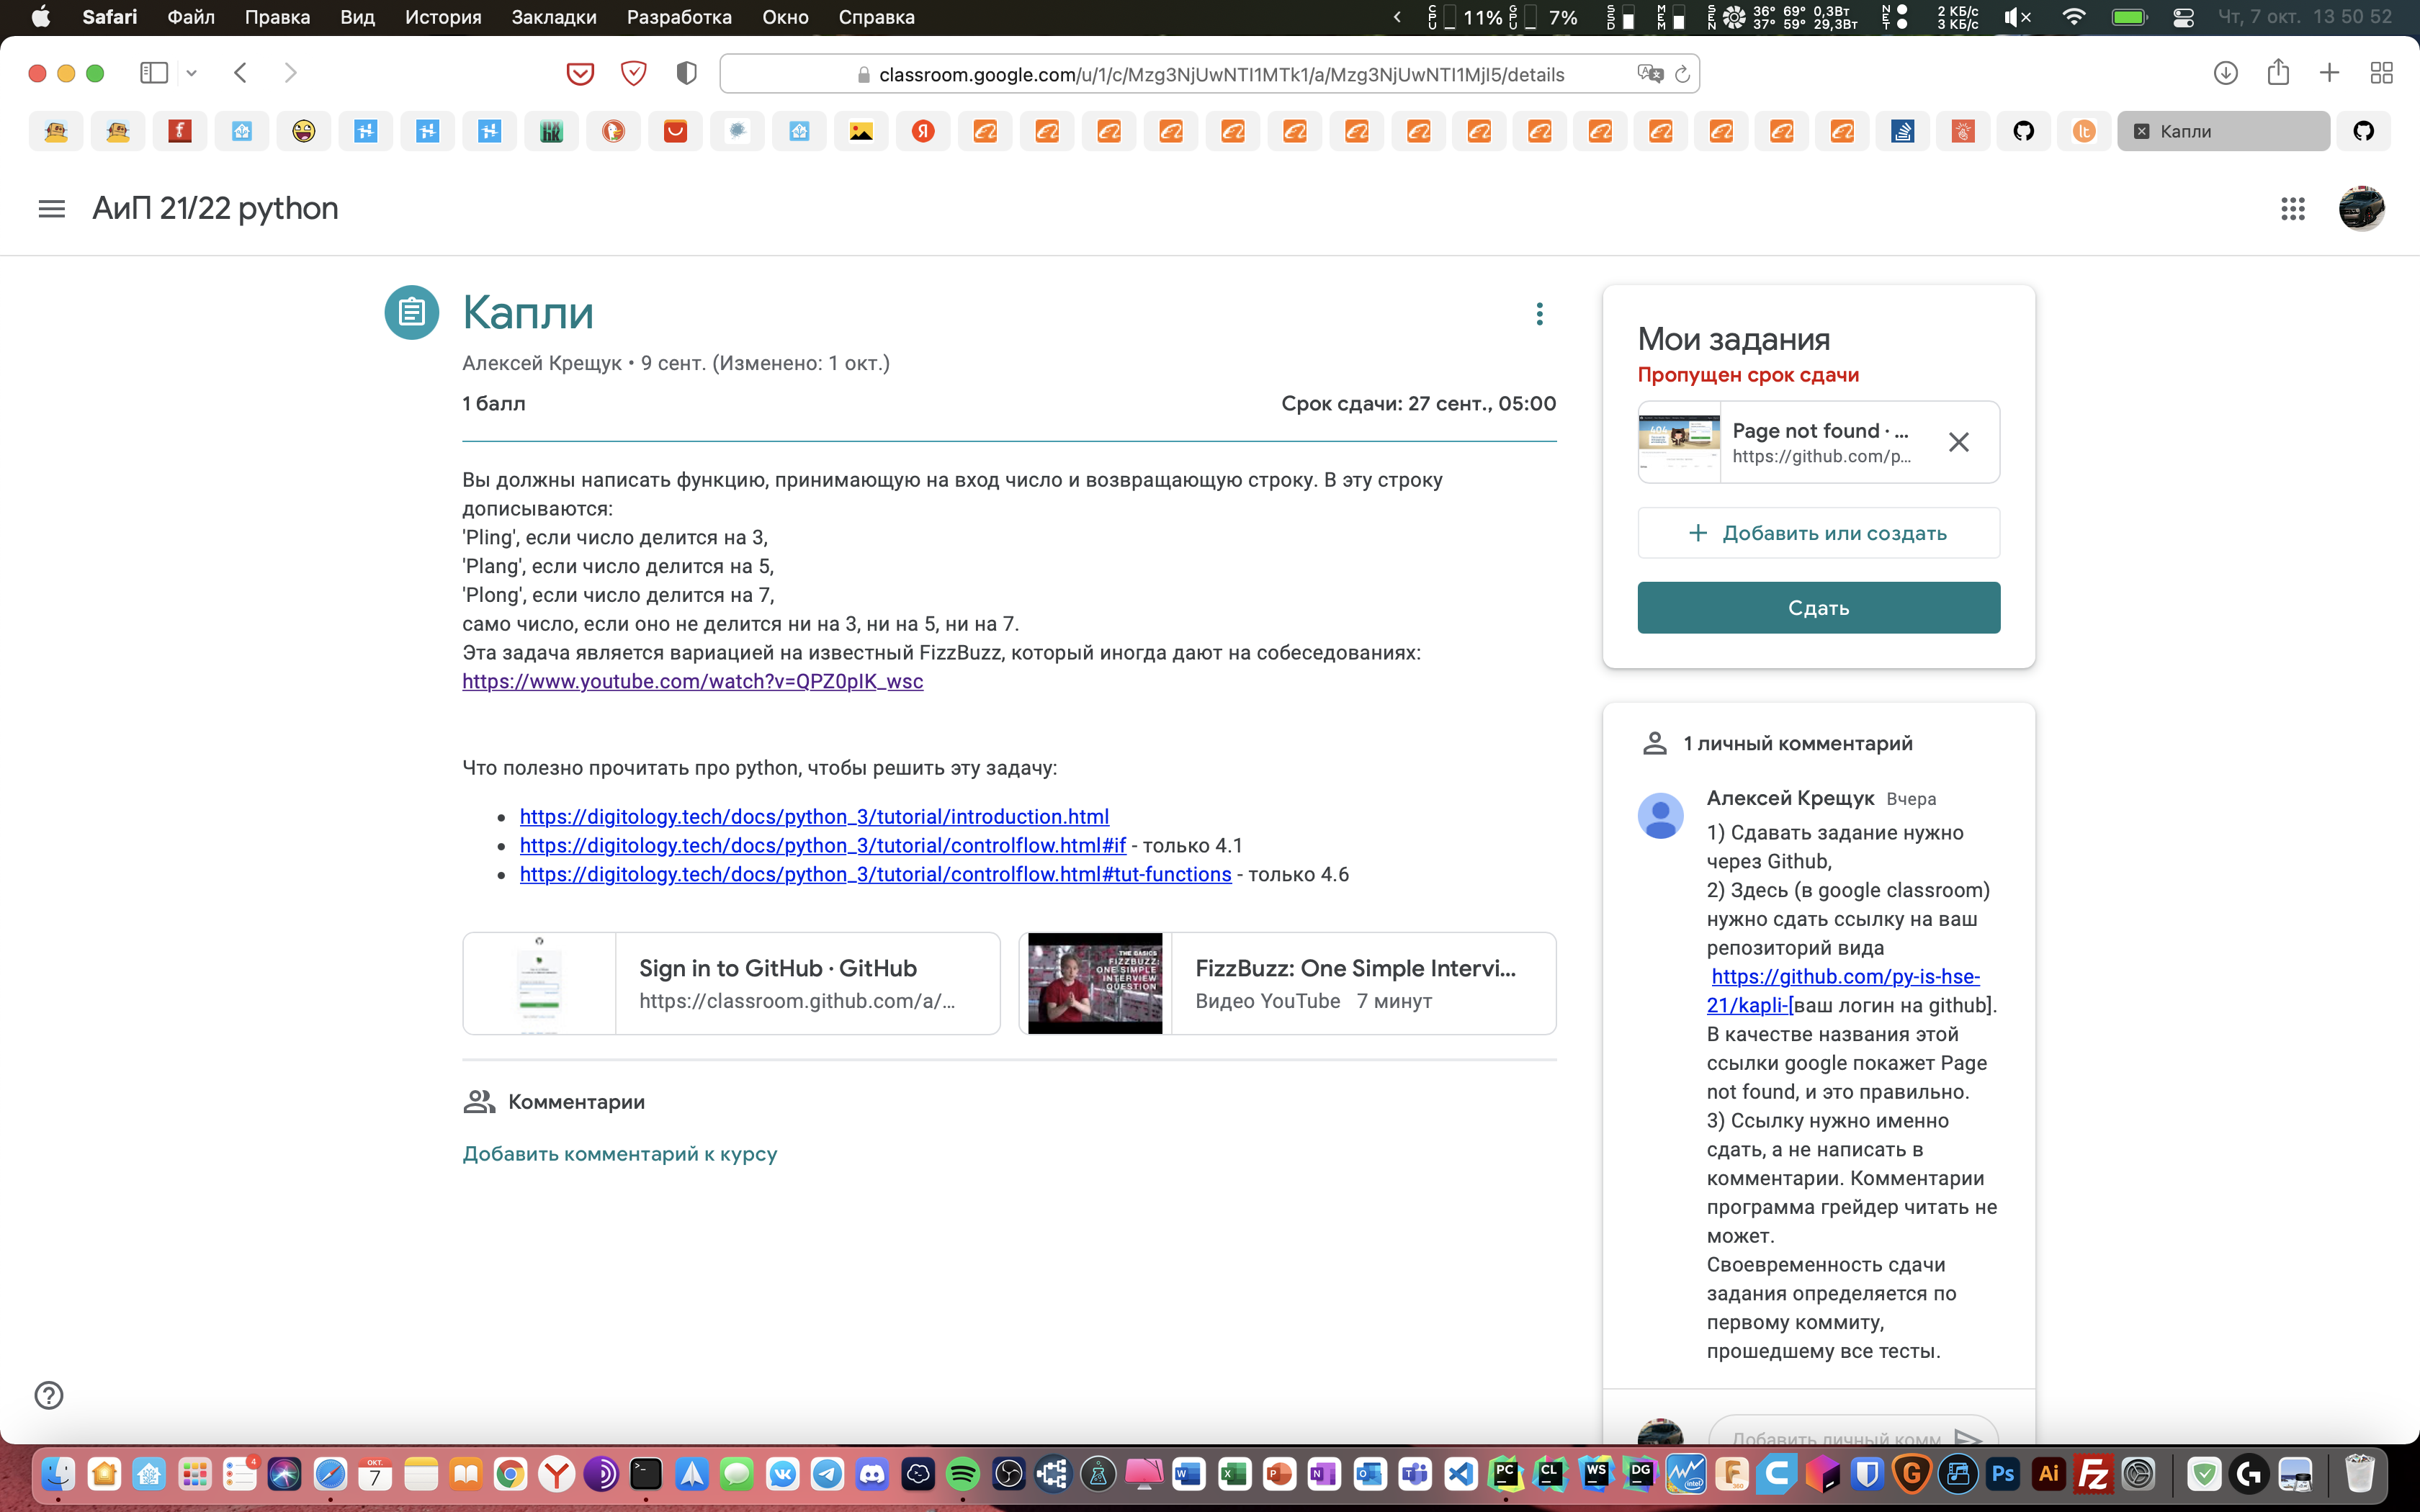 Safari Файл Правка Вид История Закладки Разработка Окно Справка
CPU 11% GPU 7% SSD MEM SEN 36° 69° 0,3Вт NET 2 КБ/с Чт, 7 окт. 13 50 52
37° 59° 29,3Вт 3 КБ/с
classroom.google.com/u/1/c/Mzg3NjUwNTI1MTk1/a/Mzg3NjUwNTI1MjI5/details
Капли
АиП 21/22 python
Капли
Алексей Крещук • 9 сент. (Изменено: 1 окт.)
1 балл
Срок сдачи: 27 сент., 05:00
Вы должны написать функцию, принимающую на вход число и возвращающую строку. В эту строку
дописываются:
'Pling', если число делится на 3,
'Plang', если число делится на 5,
'Plong', если число делится на 7,
само число, если оно не делится ни на 3, ни на 5, ни на 7.
Эта задача является вариацией на известный FizzBuzz, который иногда дают на собеседованиях:
https://www.youtube.com/watch?v=QPZ0pIK_wsc
Что полезно прочитать про python, чтобы решить эту задачу:
• https://digitology.tech/docs/python_3/tutorial/introduction.html
• https://digitology.tech/docs/python_3/tutorial/controlflow.html#if - только 4.1
• https://digitology.tech/docs/python_3/tutorial/controlflow.html#tut-functions - только 4.6
Sign in to GitHub · GitHub
https://classroom.github.com/a/...
THE BASICS
FIZZBUZZ:
ONE SIMPLE
INTERVIEW
QUESTION
FizzBuzz: One Simple Intervi...
Видео YouTube 7 минут
Комментарии
Добавить комментарий к курсу
Мои задания
Пропущен срок сдачи
404
Page not found · ...
https://github.com/p...
Добавить или создать
Сдать
1 личный комментарий
Алексей Крещук Вчера
1) Сдавать задание нужно
через Github,
2) Здесь (в google classroom)
нужно сдать ссылку на ваш
репозиторий вида
https://github.com/py-is-hse-
21/kapli-[ваш логин на github].
В качестве названия этой
ссылки google покажет Page
not found, и это правильно.
3) Ссылку нужно именно
сдать, а не написать в
комментарии. Комментарии
программа грейдер читать не
может.
Своевременность сдачи
задания определяется по
первому коммиту,
прошедшему все тесты.
Добавить личный комм